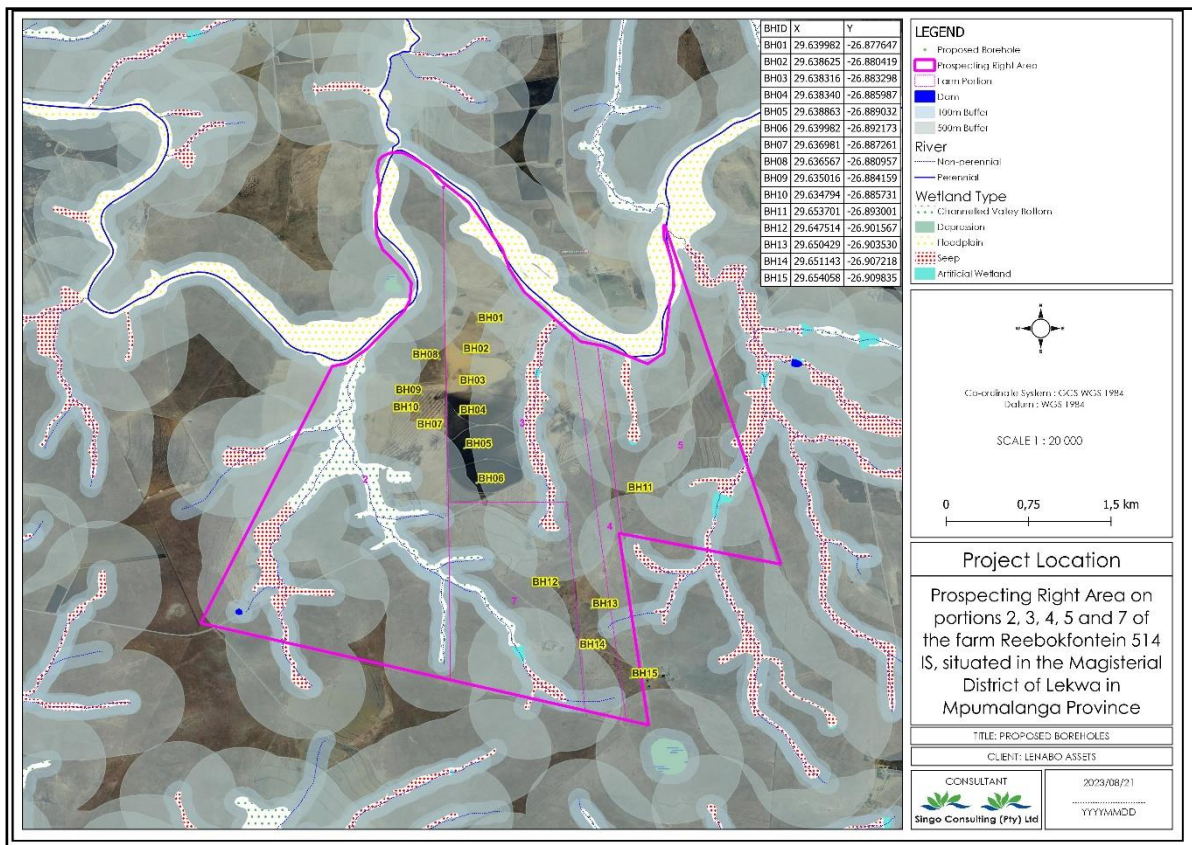 BHID X Y
BH01 29.639982 -26.877647
BH02 29.638625 -26.880419
BH03 29.638316 -26.883298
BH04 29.638340 -26.885987
BH05 29.638863 -26.889032
BH06 29.639982 -26.892173
BH07 29.636981 -26.887261
BH08 29.636567 -26.880957
BH09 29.635016 -26.884159
BH10 29.634794 -26.885731
BH11 29.653701 -26.893001
BH12 29.647514 -26.901567
BH13 29.650429 -26.903530
BH14 29.651143 -26.907218
BH15 29.654058 -26.909835
BH01
BH02
BH08
BH03
BH09
BH10
BH04
BH07
3
BH05
5
2
BH06
BH11
4
BH12
7
BH13
BH14
BH15
LEGEND
Proposed Borehole
Prospecting Right Area
Farm Portion
Dam
100m Buffer
500m Buffer
River
Non-perennial
Perennial
Wetland Type
Channelled Valley Bottom
Depression
Floodplain
Seep
Artificial Wetland
N
W E
S
Co-ordinate System : GCS WGS 1984
Datum : WGS 1984
SCALE 1 : 20 000
0 0,75 1,5 km
Project Location
Prospecting Right Area on
portions 2, 3, 4, 5 and 7 of
the farm Reebokfontein 514
IS, situated in the Magisterial
District of Lekwa in
Mpumalanga Province
TITLE: PROPOSED BOREHOLES
CLIENT: LENABO ASSETS
CONSULTANT
Singo Consulting (Pty) Ltd
2023/08/21
YYYYMMDD